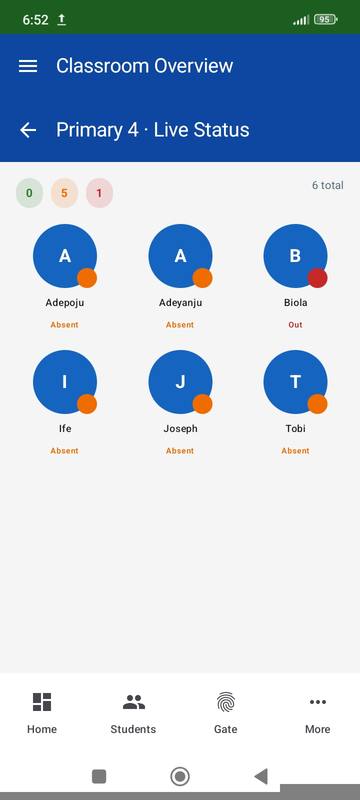 6:52 95
Classroom Overview
Primary 4 · Live Status
0 5 1 6 total
A A B
Adepoju Adeyanju Biola
Absent Absent Out
I J T
Ife Joseph Tobi
Absent Absent Absent
Home Students Gate More